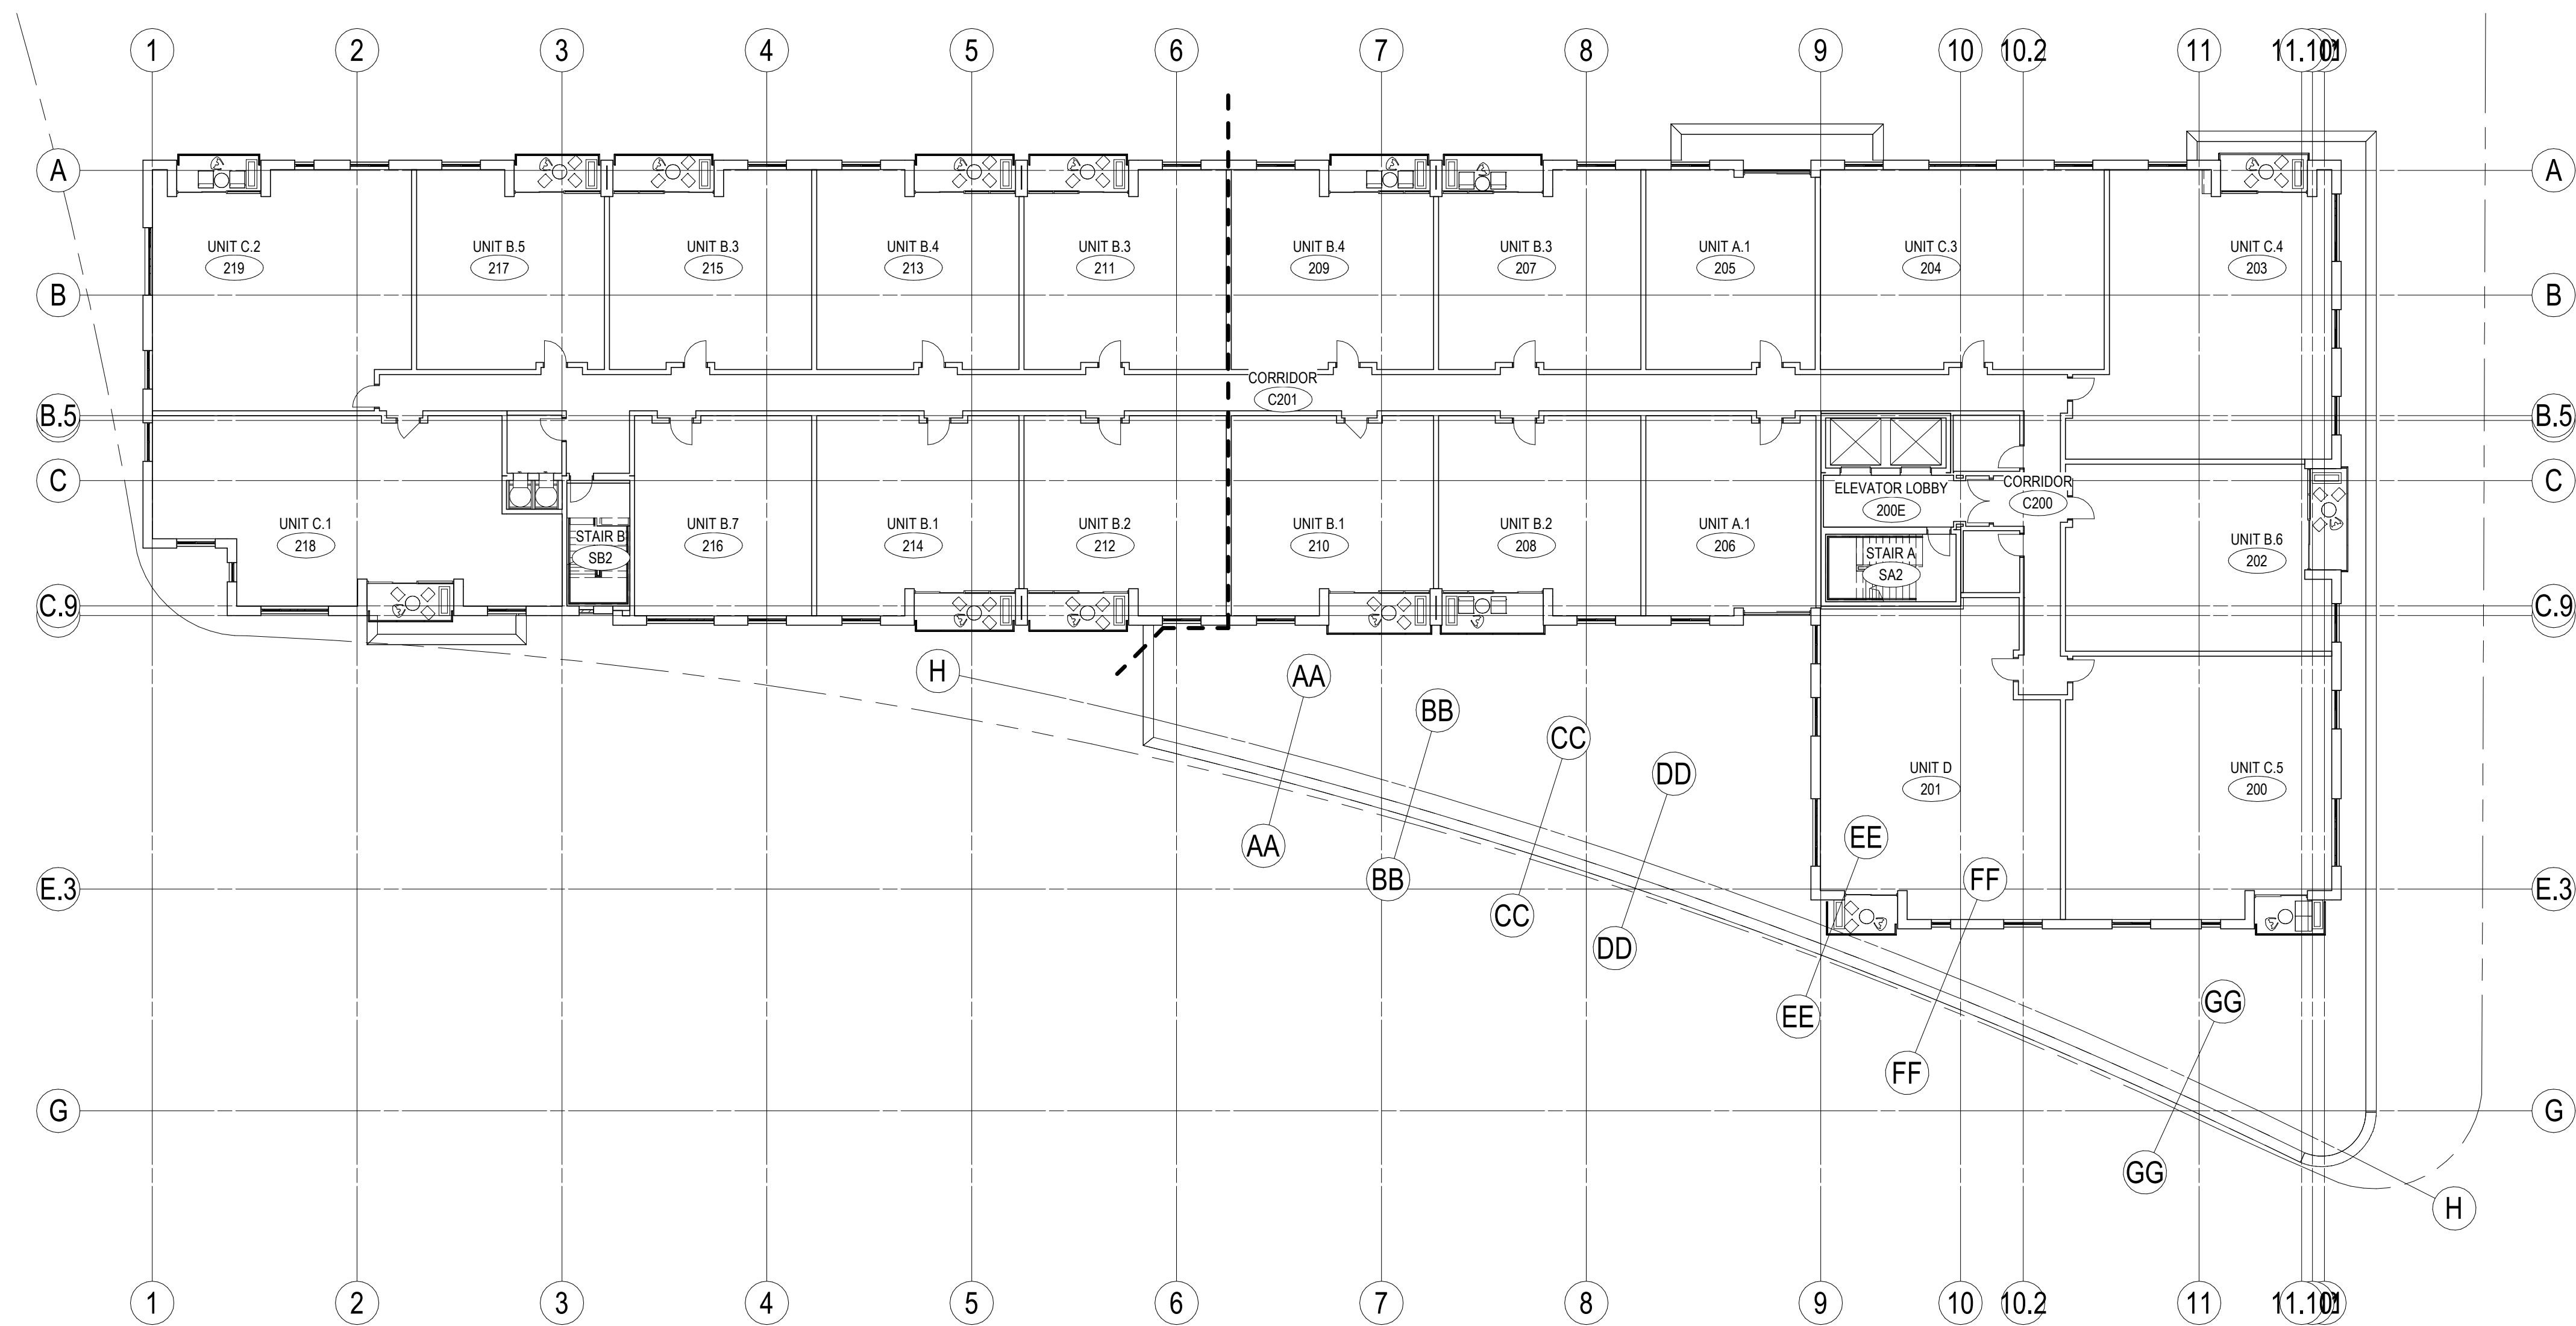 1 2 3 4 5 6 7 8 9 10 10.2 11
A A
UNIT C.2
219
UNIT B.5
217
UNIT B.3
215
UNIT B.4
213
UNIT B.3
211
UNIT B.4
209
UNIT B.3
207
UNIT A.1
205
UNIT C.3
204
UNIT C.4
203
B B
CORRIDOR
C201
B.5 B.5
C C
UNIT C.1
218
STAIR B
SB2
UNIT B.7
216
UNIT B.1
214
UNIT B.2
212
UNIT B.1
210
UNIT B.2
208
UNIT A.1
206
ELEVATOR LOBBY
200E
CORRIDOR
C200
STAIR A
SA2
UNIT B.6
202
C.9 C.9
H
AA
BB
CC
DD
UNIT D
201
UNIT C.5
200
EE
AA
BB
FF
E.3 E.3
CC
DD
GG
EE
FF
G G
GG
H
1 2 3 4 5 6 7 8 9 10 10.2 11